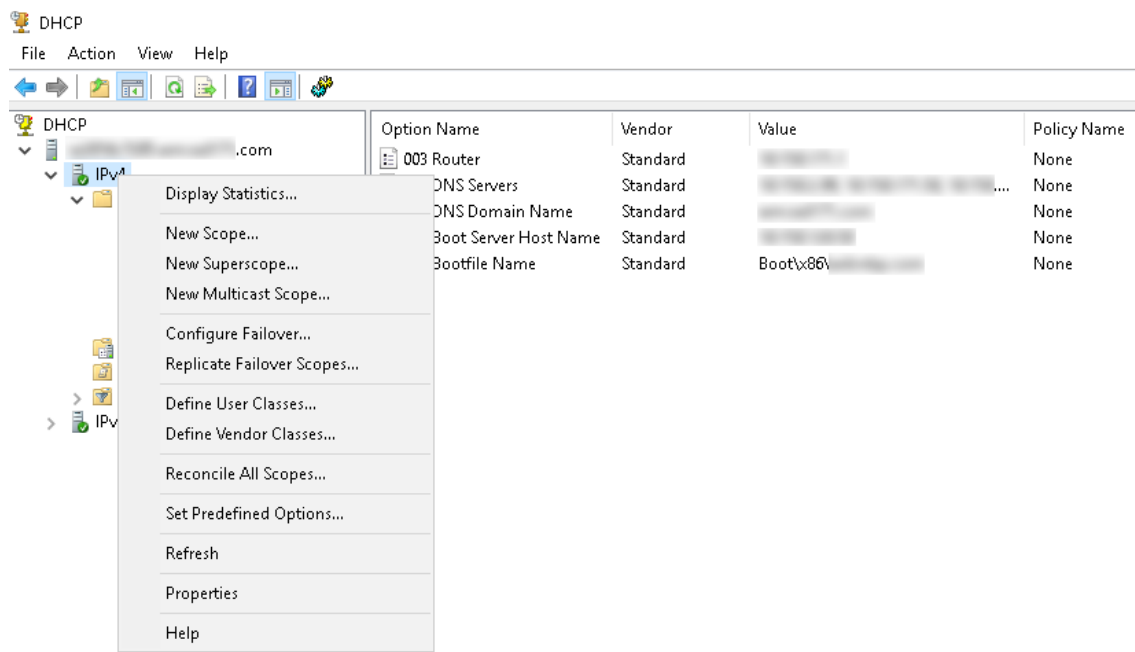 DHCP
File Action View Help
DHCP
.com
IPv4
IPv
Display Statistics...
New Scope...
New Superscope...
New Multicast Scope...
Configure Failover...
Replicate Failover Scopes...
Define User Classes...
Define Vendor Classes...
Reconcile All Scopes...
Set Predefined Options...
Refresh
Properties
Help
Option Name Vendor Value Policy Name
003 Router Standard None
DNS Servers Standard .... None
DNS Domain Name Standard None
Boot Server Host Name Standard None
Bootfile Name Standard Boot\x86\ None